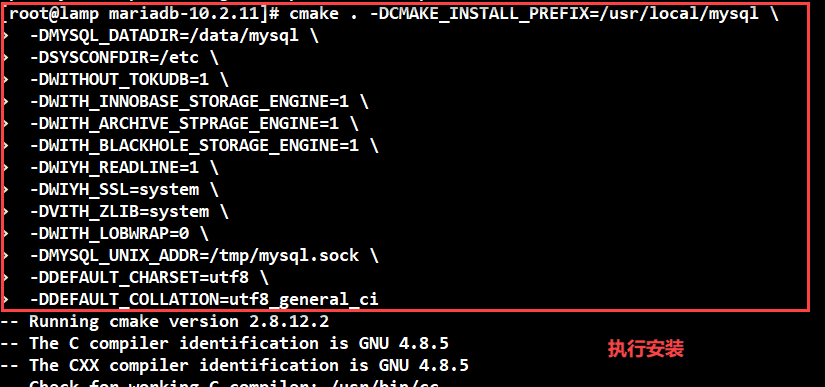 [root@lamp mariadb-10.2.11]# cmake . -DCMAKE_INSTALL_PREFIX=/usr/local/mysql \
> -DMYSQL_DATADIR=/data/mysql \
> -DSYSCONFDIR=/etc \
> -DWITHOUT_TOKUDB=1 \
> -DWITH_INNOBASE_STORAGE_ENGINE=1 \
> -DWITH_ARCHIVE_STPRAGE_ENGINE=1 \
> -DWITH_BLACKHOLE_STORAGE_ENGINE=1 \
> -DWIYH_READLINE=1 \
> -DWIYH_SSL=system \
> -DVITH_ZLIB=system \
> -DWITH_LOBWRAP=0 \
> -DMYSQL_UNIX_ADDR=/tmp/mysql.sock \
> -DDEFAULT_CHARSET=utf8 \
> -DDEFAULT_COLLATION=utf8_general_ci
-- Running cmake version 2.8.12.2
-- The C compiler identification is GNU 4.8.5
执行安装
-- The CXX compiler identification is GNU 4.8.5
-- Check for working C compiler: /usr/bin/cc